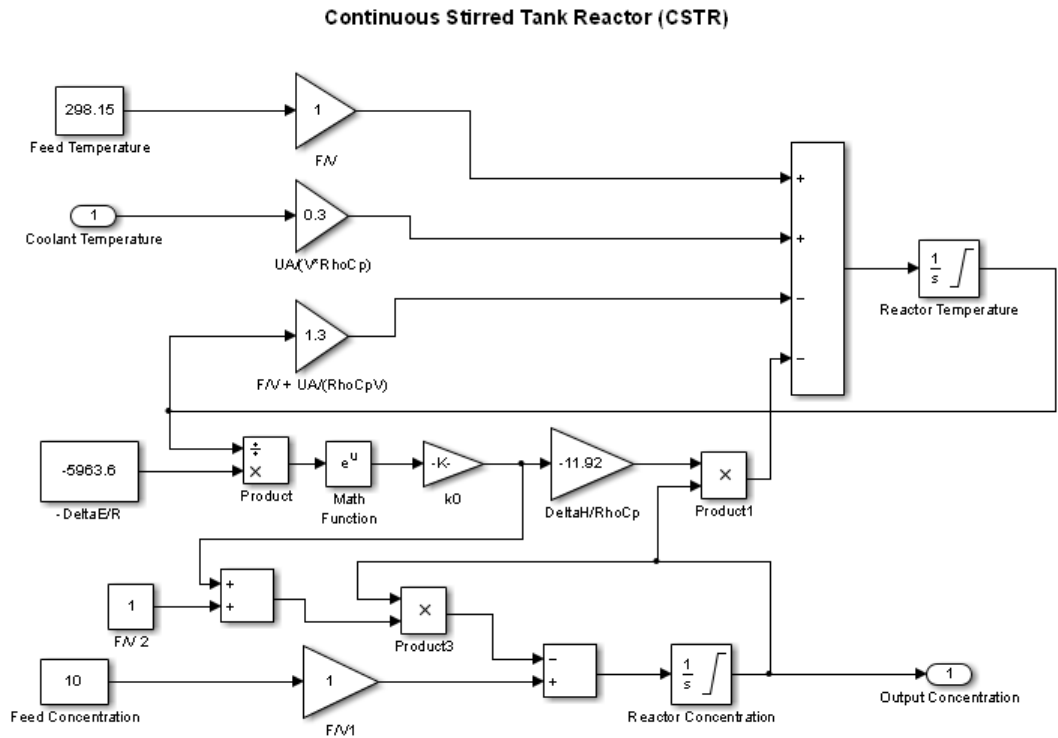 Continuous Stirred Tank Reactor (CSTR)
298.15
Feed Temperature
1
F/V
1
Coolant Temperature
0.3
UA/(V*RhoCp)
1.3
F/V + UA/(RhoCpV)
+
+
−
−
1
s
Reactor Temperature
-5963.6
- DeltaE/R
÷
×
Product
e^u
Math
Function
-K-
k0
-11.92
DeltaH/RhoCp
×
Product1
1
F/V 2
+
+
×
Product3
10
Feed Concentration
1
F/V1
−
+
1
s
Reactor Concentration
1
Output Concentration